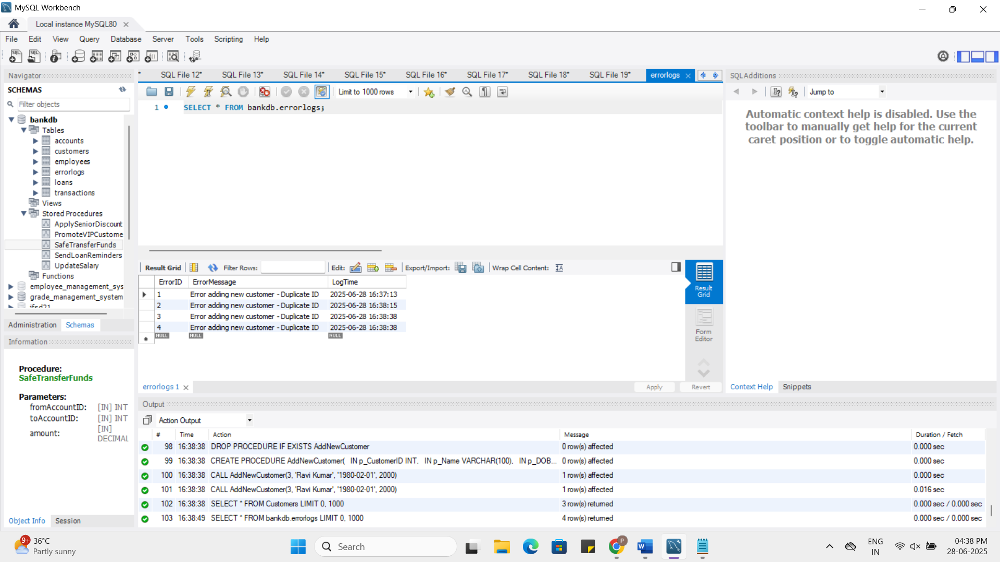 MySQL Workbench
Local instance MySQL80
File Edit View Query Database Server Tools Scripting Help
Navigator
SCHEMAS
Filter objects
bankdb
Tables
accounts
customers
employees
errorlogs
loans
transactions
Views
Stored Procedures
ApplySeniorDiscount
PromoteVIPCustome
SafeTransferFunds
SendLoanReminders
UpdateSalary
Functions
employee_management_sys
grade_management_system
Administration Schemas
Information
Procedure:
SafeTransferFunds
Parameters:
fromAccountID: [IN] INT
toAccountID: [IN] INT
amount: [IN] DECIMAL
Object Info Session
* SQL File 12* SQL File 13* SQL File 14* SQL File 15* SQL File 16* SQL File 17* SQL File 18* SQL File 19* errorlogs
Limit to 1000 rows
1 SELECT * FROM bankdb.errorlogs;
Result Grid Filter Rows: Edit: Export/Import: Wrap Cell Content:
ErrorID ErrorMessage LogTime
1 Error adding new customer - Duplicate ID 2025-06-28 16:37:13
2 Error adding new customer - Duplicate ID 2025-06-28 16:38:15
3 Error adding new customer - Duplicate ID 2025-06-28 16:38:38
4 Error adding new customer - Duplicate ID 2025-06-28 16:38:38
NULL NULL NULL
Result Grid
Form Editor
errorlogs 1
Apply Revert
SQLAdditions
Jump to
Automatic context help is disabled. Use the
toolbar to manually get help for the current
caret position or to toggle automatic help.
Context Help Snippets
Output
Action Output
# Time Action Message Duration / Fetch
98 16:38:38 DROP PROCEDURE IF EXISTS AddNewCustomer 0 row(s) affected 0.000 sec
99 16:38:38 CREATE PROCEDURE AddNewCustomer( IN p_CustomerID INT, IN p_Name VARCHAR(100), IN p_DOB... 0 row(s) affected 0.000 sec
100 16:38:38 CALL AddNewCustomer(3, 'Ravi Kumar', '1980-02-01', 2000) 1 row(s) affected 0.000 sec
101 16:38:38 CALL AddNewCustomer(3, 'Ravi Kumar', '1980-02-01', 2000) 1 row(s) affected 0.016 sec
102 16:38:38 SELECT * FROM Customers LIMIT 0, 1000 3 row(s) returned 0.000 sec / 0.000 sec
103 16:38:49 SELECT * FROM bankdb.errorlogs LIMIT 0, 1000 4 row(s) returned 0.000 sec / 0.000 sec
9+ 36°C
Partly sunny
Search
P
ENG
IN
04:38 PM
28-06-2025